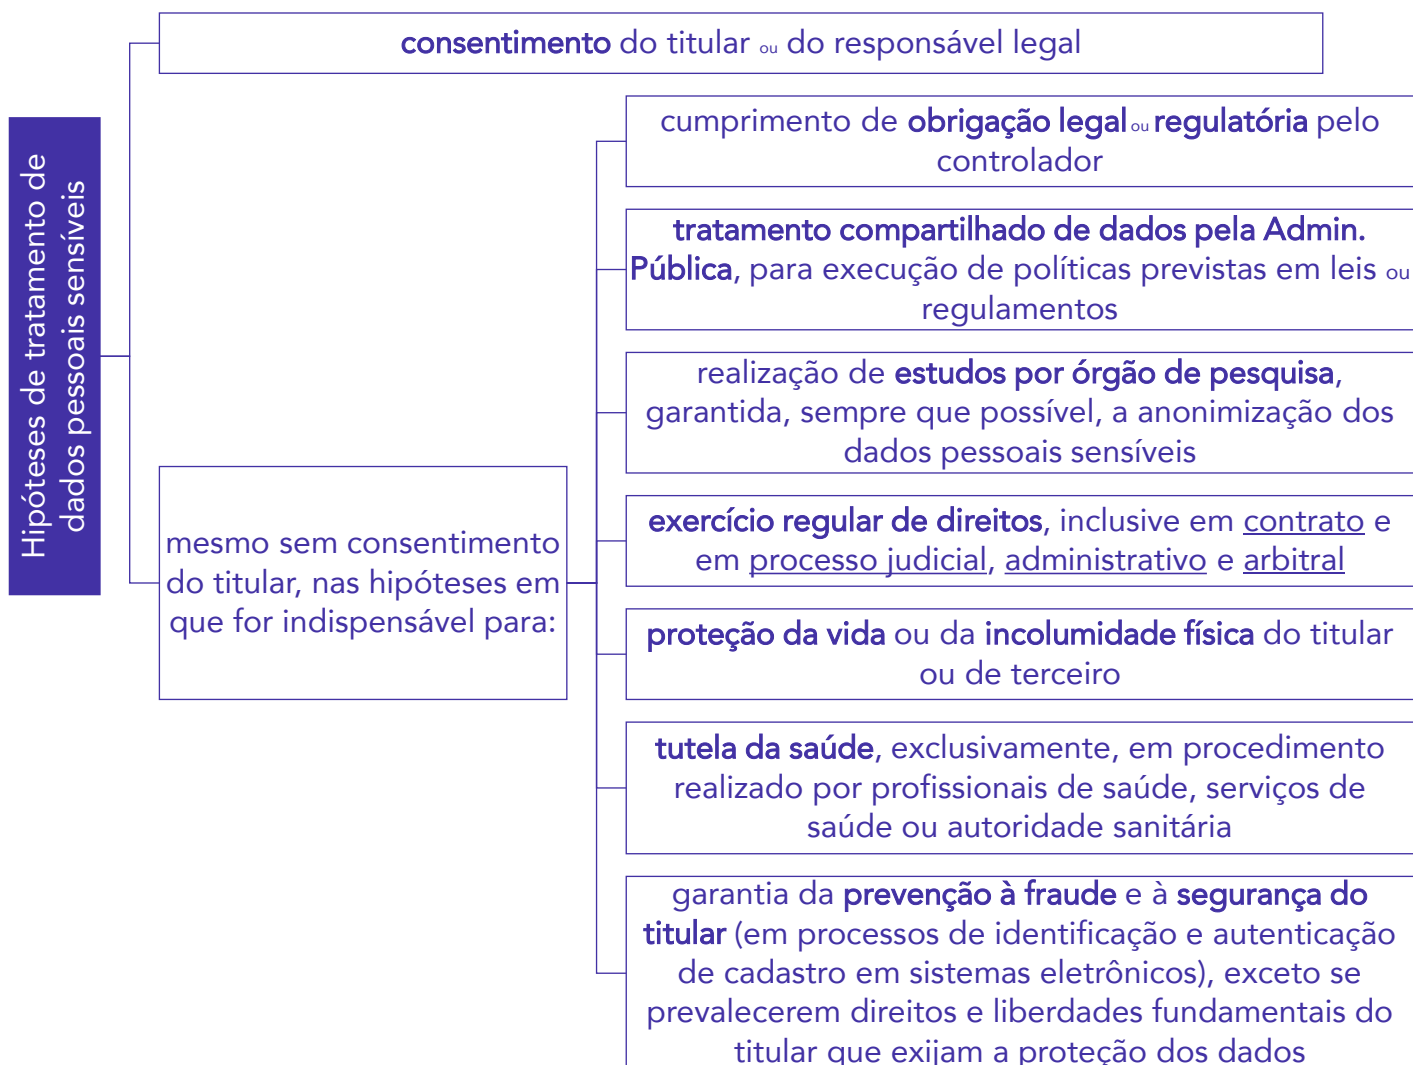 Hipóteses de tratamento de
dados pessoais sensíveis
consentimento do titular ou do responsável legal
mesmo sem consentimento
do titular, nas hipóteses em
que for indispensável para:
cumprimento de obrigação legal ou regulatória pelo
controlador
tratamento compartilhado de dados pela Admin.
Pública, para execução de políticas previstas em leis ou
regulamentos
realização de estudos por órgão de pesquisa,
garantida, sempre que possível, a anonimização dos
dados pessoais sensíveis
exercício regular de direitos, inclusive em contrato e
em processo judicial, administrativo e arbitral
proteção da vida ou da incolumidade física do titular
ou de terceiro
tutela da saúde, exclusivamente, em procedimento
realizado por profissionais de saúde, serviços de
saúde ou autoridade sanitária
garantia da prevenção à fraude e à segurança do
titular (em processos de identificação e autenticação
de cadastro em sistemas eletrônicos), exceto se
prevalecerem direitos e liberdades fundamentais do
titular que exijam a proteção dos dados